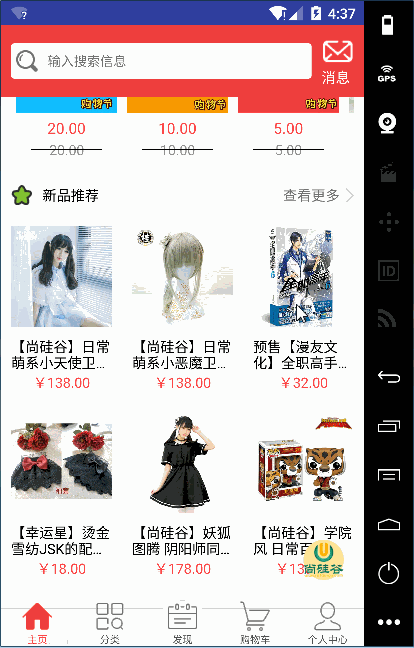 4:37
输入搜索信息
消息
购物节 购物节 购物节
20.00 10.00 5.00
20.00 10.00 5.00
新品推荐 查看更多
【尚硅谷】日常
萌系小天使卫...
￥138.00
【尚硅谷】日常
萌系小恶魔卫...
￥138.00
预售【漫友文
化】全职高手...
￥32.00
【幸运星】烫金
雪纺JSK的配...
￥18.00
【尚硅谷】妖狐
图腾 阴阳师同...
￥178.00
【尚硅谷】学院
风 日常百
￥13
尚硅谷
主页 分类 发现 购物车 个人中心
GPS
ID